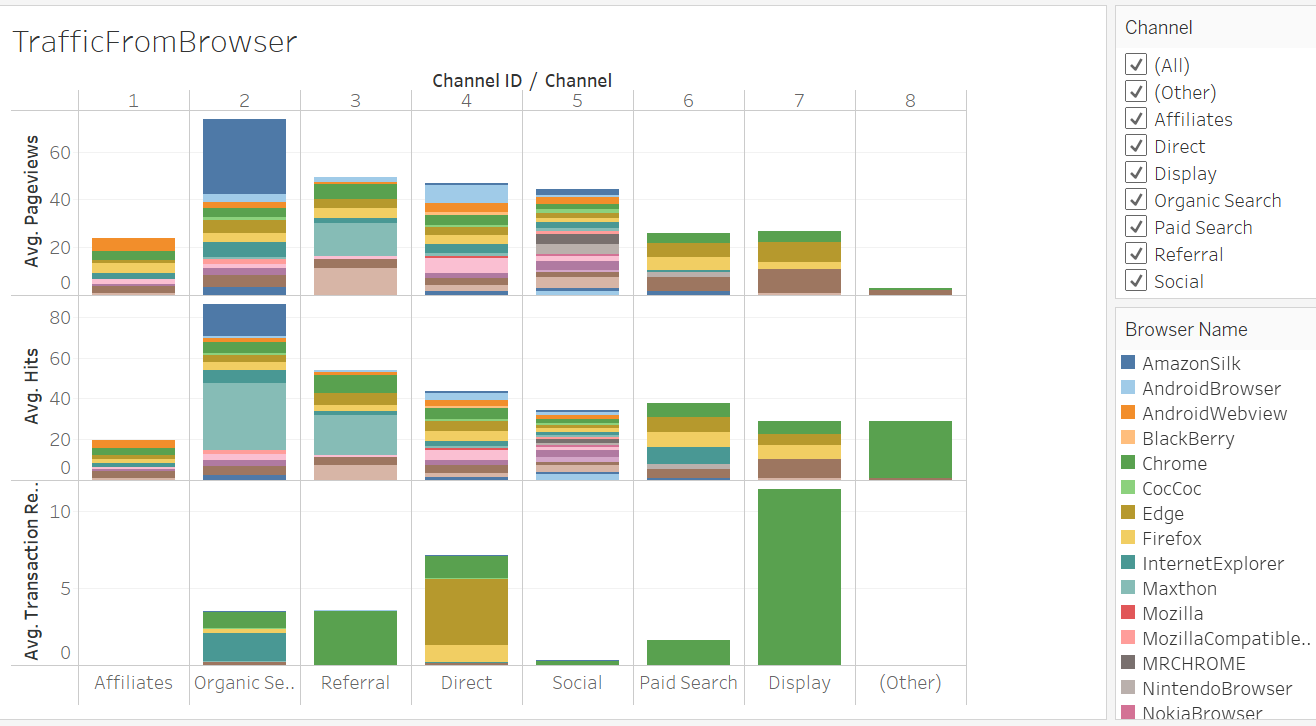 TrafficFromBrowser
Channel ID / Channel
1 2 3 4 5 6 7 8
Avg. Pageviews
60
40
20
0
Avg. Hits
80
60
40
20
0
Avg. Transaction Re..
10
5
0
Affiliates Organic Se.. Referral Direct Social Paid Search Display (Other)
Channel
(All)
(Other)
Affiliates
Direct
Display
Organic Search
Paid Search
Referral
Social
Browser Name
AmazonSilk
AndroidBrowser
AndroidWebview
BlackBerry
Chrome
CocCoc
Edge
Firefox
InternetExplorer
Maxthon
Mozilla
MozillaCompatible..
MRCHROME
NintendoBrowser
NokiaBrowser